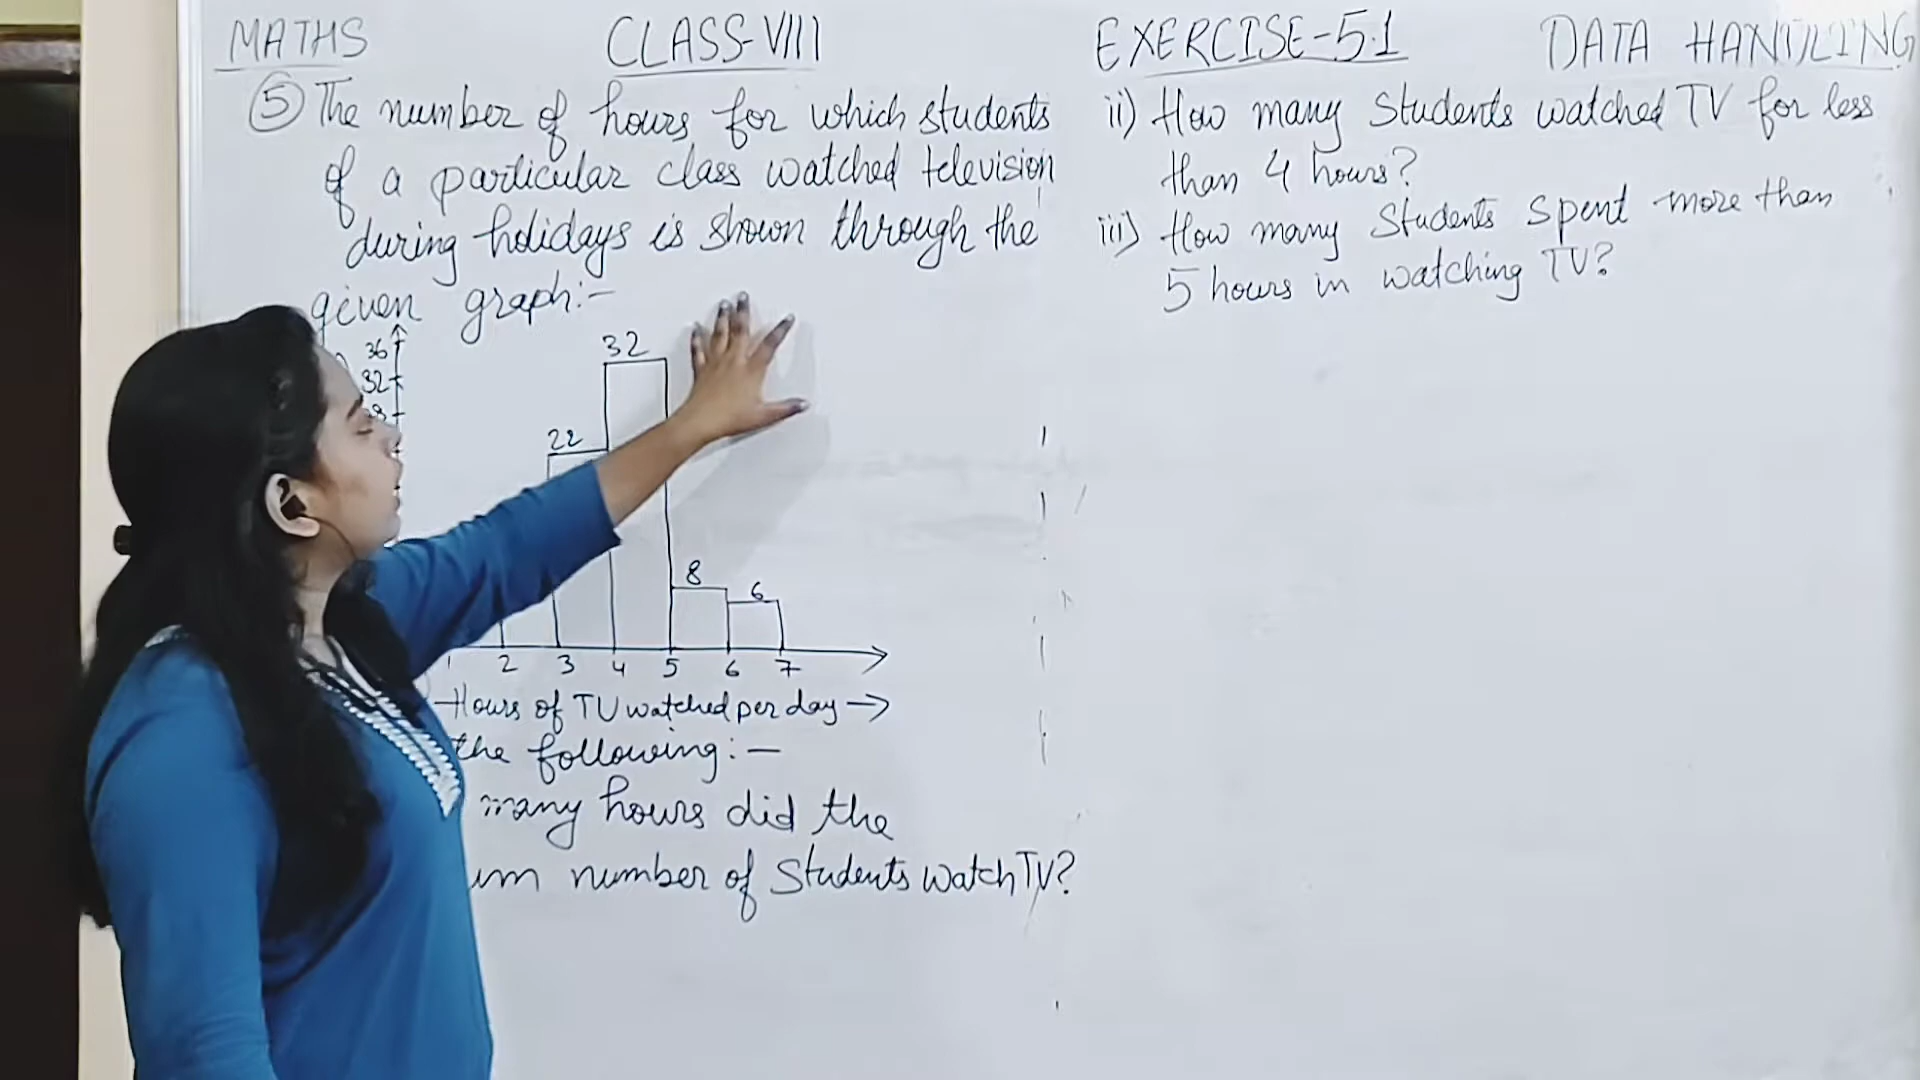 MATHS CLASS-VIII EXERCISE-5.1 DATA HANDLING
5 The number of hours for which students
of a particular class watched television
during holidays is shown through the
given graph:-
36
32
32
22
8
6
1 2 3 4 5 6 7
Hours of TV watched per day →
the following:-
many hours did the
number of Students watch TV?
ii) How many Students watched TV for less
than 4 hours?
iii) How many Students spent more than
5 hours in watching TV?